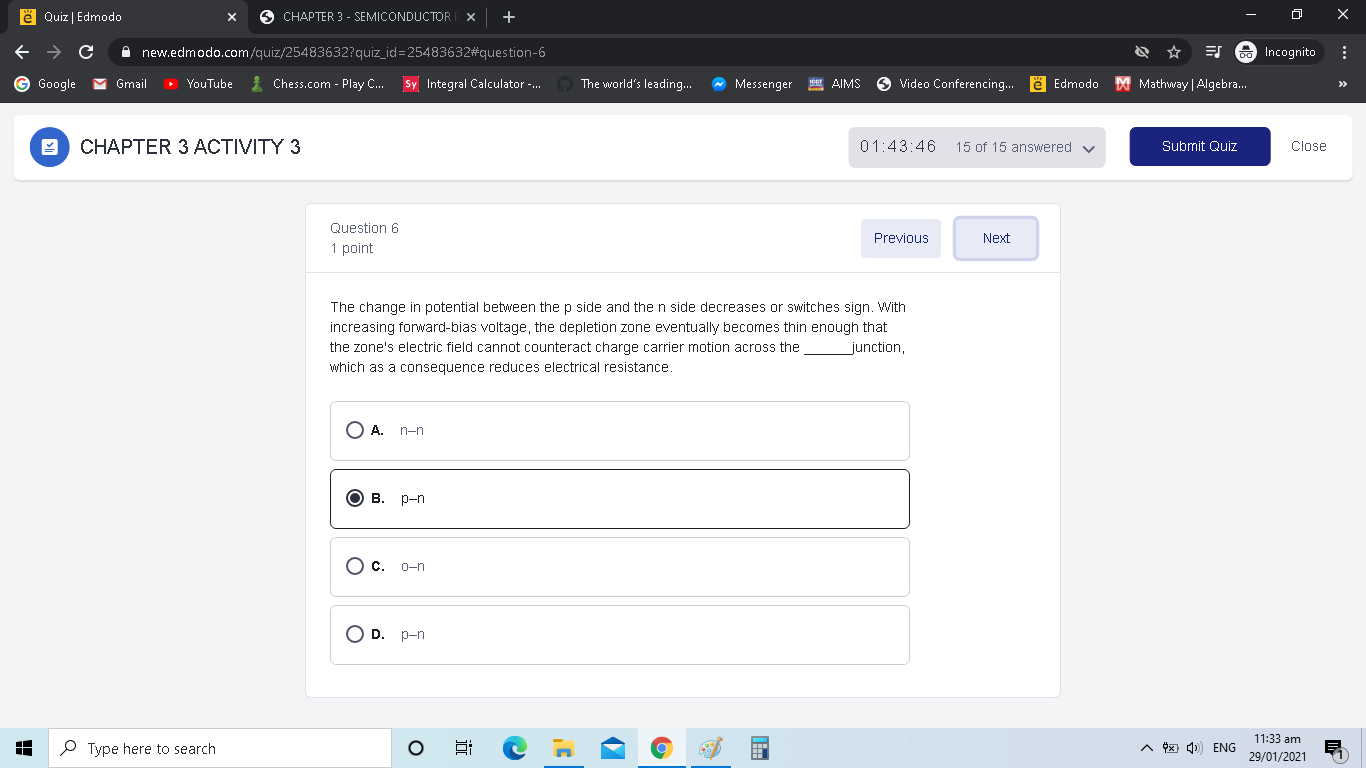 Quiz | Edmodo
CHAPTER 3 - SEMICONDUCTOR
new.edmodo.com/quiz/25483632?quiz_id=25483632#question-6
Incognito
Google Gmail YouTube Chess.com - Play C... Sy Integral Calculator -... The world's leading... Messenger AIMS Video Conferencing... Edmodo Mathway | Algebra... »
CHAPTER 3 ACTIVITY 3
01:43:46 15 of 15 answered
Submit Quiz
Close
Question 6
1 point
Previous
Next
The change in potential between the p side and the n side decreases or switches sign. With
increasing forward-bias voltage, the depletion zone eventually becomes thin enough that
the zone's electric field cannot counteract charge carrier motion across the _______junction,
which as a consequence reduces electrical resistance.
A. n–n
B. p–n
C. o–n
D. p–n
Type here to search
ENG
11:33 am
29/01/2021
1